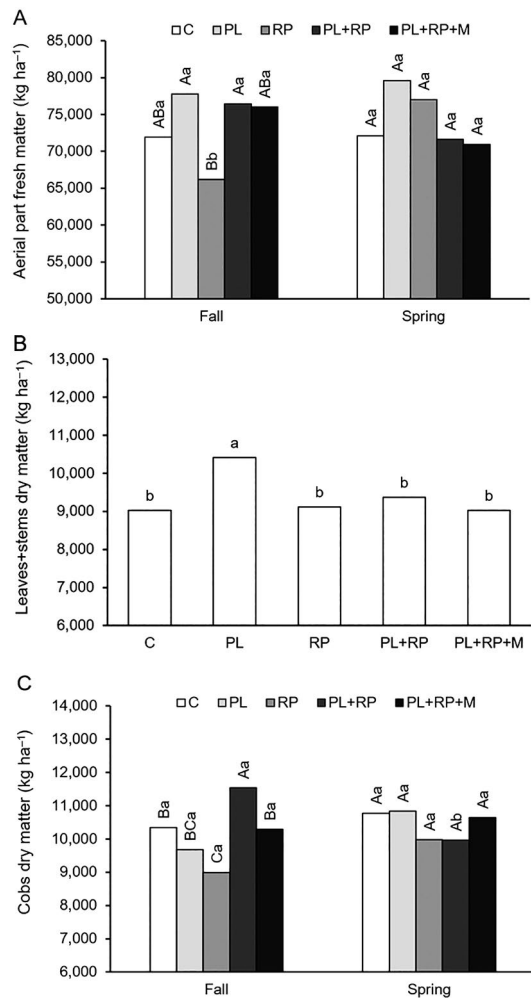 A
C PL RP PL+RP PL+RP+M
Aerial part fresh matter (kg ha⁻¹)
85,000
80,000
75,000
70,000
65,000
60,000
55,000
50,000
ABa Aa Bb Aa ABa
Aa Aa Aa Aa Aa
Fall Spring
B
Leaves+stems dry matter (kg ha⁻¹)
13,000
12,000
11,000
10,000
9,000
8,000
7,000
6,000
b a b b b
C PL RP PL+RP PL+RP+M
C
C PL RP PL+RP PL+RP+M
Cobs dry matter (kg ha⁻¹)
14,000
13,000
12,000
11,000
10,000
9,000
8,000
7,000
6,000
Ba BCa Ca Aa Ba
Aa Aa Aa Ab Aa
Fall Spring